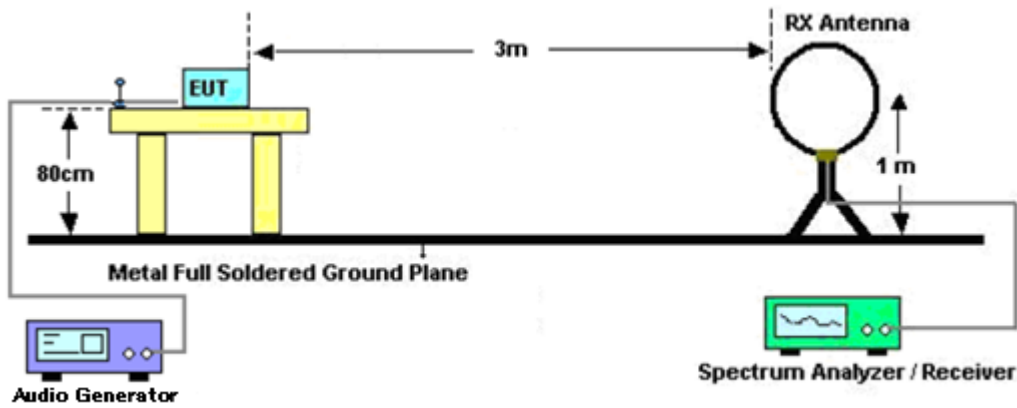 RX Antenna
3m
EUT
80cm
1 m
Metal Full Soldered Ground Plane
Audio Generator
Spectrum Analyzer / Receiver